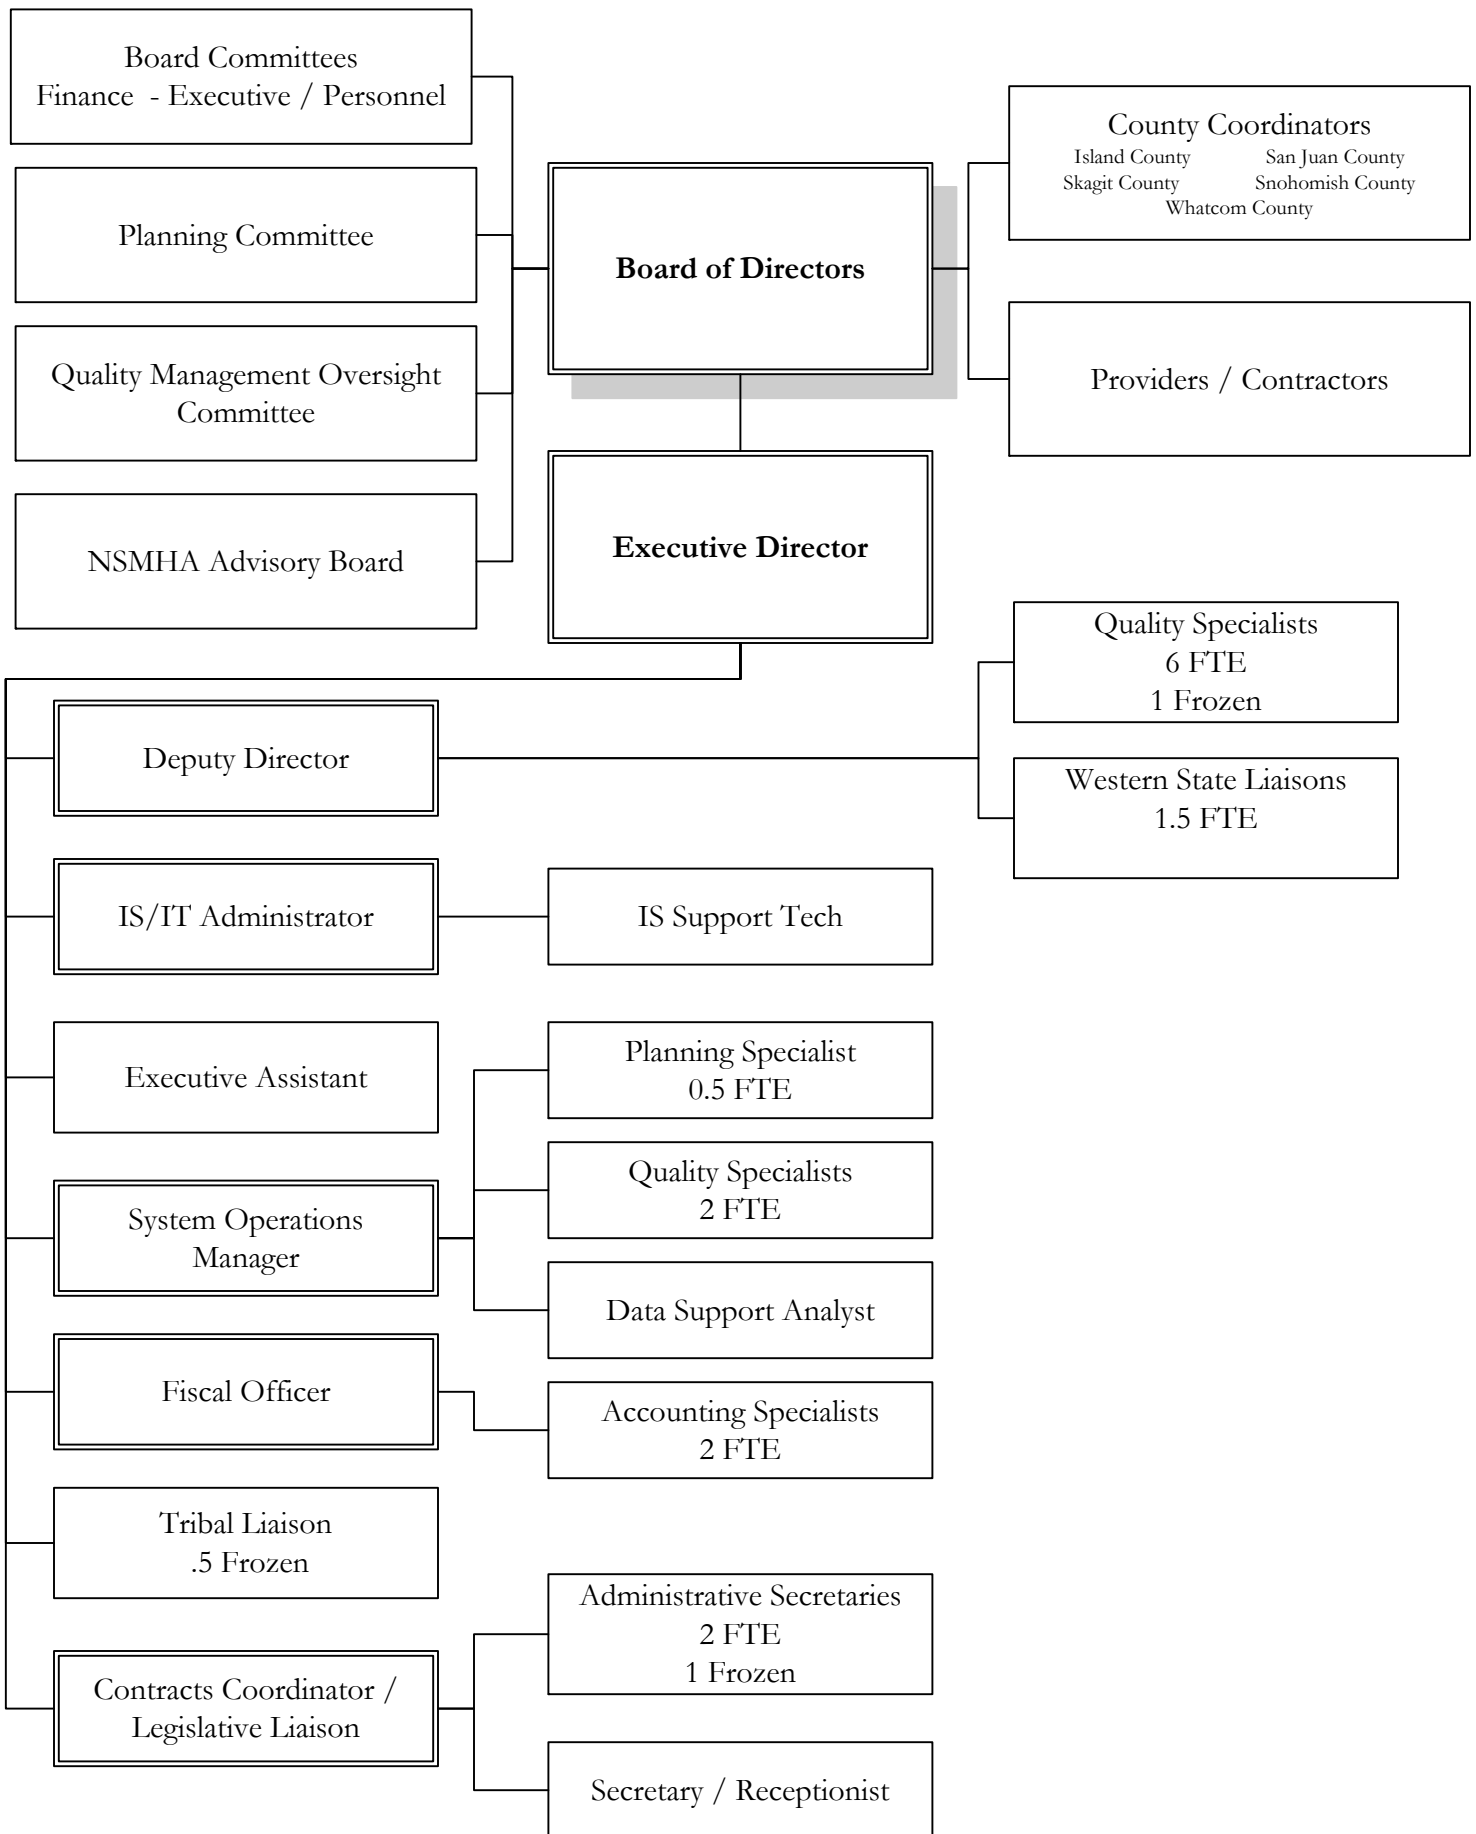 Board Committees
Finance - Executive / Personnel
Planning Committee
Quality Management Oversight
Committee
NSMHA Advisory Board
Board of Directors
County Coordinators
Island County San Juan County
Skagit County Snohomish County
Whatcom County
Providers / Contractors
Executive Director
Quality Specialists
6 FTE
1 Frozen
Western State Liaisons
1.5 FTE
Deputy Director
IS/IT Administrator
IS Support Tech
Executive Assistant
Planning Specialist
0.5 FTE
Quality Specialists
2 FTE
System Operations
Manager
Data Support Analyst
Fiscal Officer
Accounting Specialists
2 FTE
Tribal Liaison
.5 Frozen
Administrative Secretaries
2 FTE
1 Frozen
Contracts Coordinator /
Legislative Liaison
Secretary / Receptionist